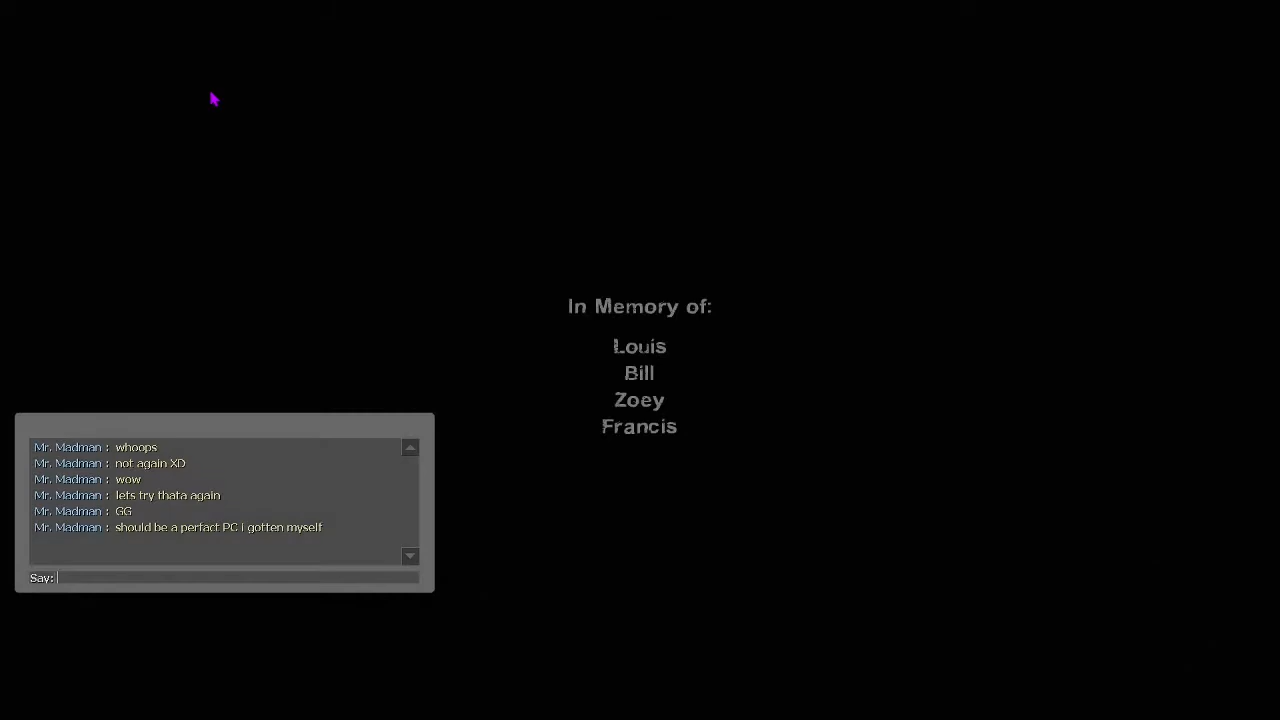 In Memory of:
Louis
Bill
Zoey
Francis
Mr. Madman : whoops
Mr. Madman : not again XD
Mr. Madman : wow
Mr. Madman : lets try thata again
Mr. Madman : GG
Mr. Madman : should be a perfact PC i gotten myself
Say: